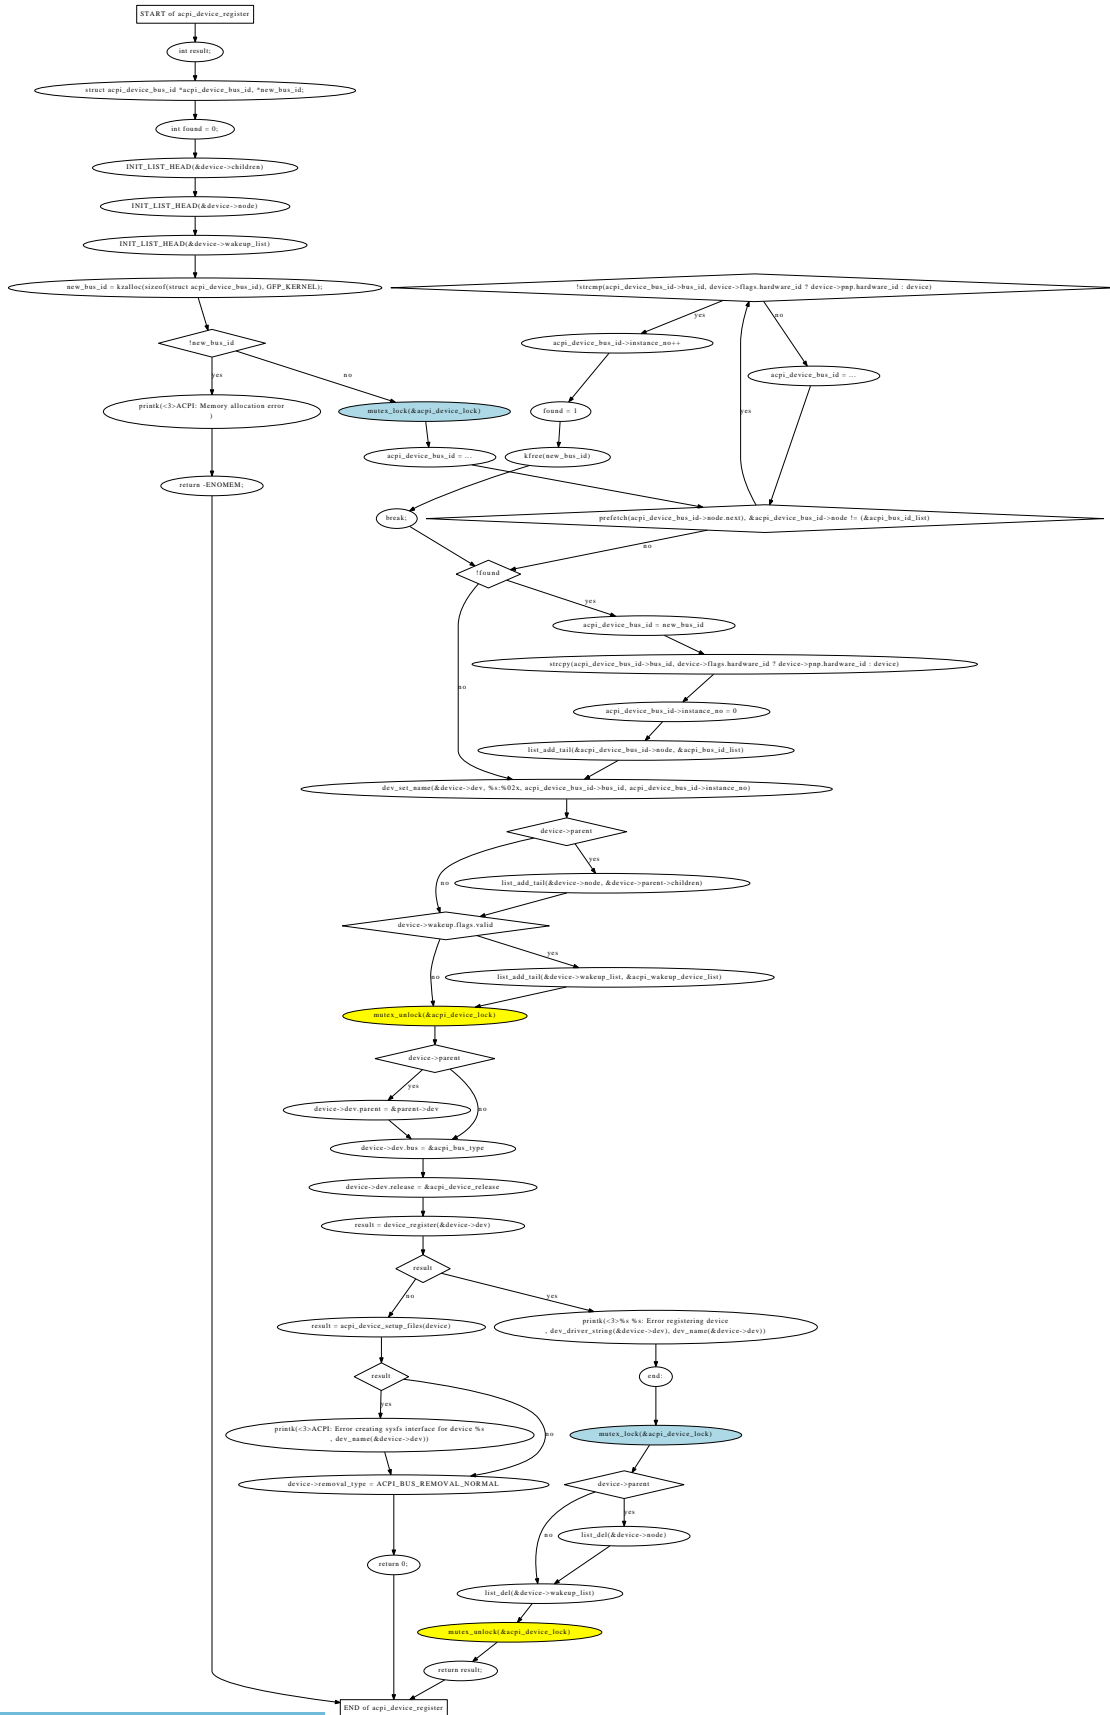 START of acpi_device_register
int result;
struct acpi_device_bus_id *acpi_device_bus_id, *new_bus_id;
int found = 0;
INIT_LIST_HEAD(&device->children)
INIT_LIST_HEAD(&device->node)
INIT_LIST_HEAD(&device->wakeup_list)
new_bus_id = kzalloc(sizeof(struct acpi_device_bus_id), GFP_KERNEL);
!strcmp(acpi_device_bus_id->bus_id, device->flags.hardware_id ? device->pnp.hardware_id : device)
yes
no
!new_bus_id
acpi_device_bus_id->instance_no++
yes
no
acpi_device_bus_id = ...
printk(<3>ACPI: Memory allocation error
)
mutex_lock(&acpi_device_lock)
found = 1
yes
acpi_device_bus_id = ...
kfree(new_bus_id)
return -ENOMEM;
break;
prefetch(acpi_device_bus_id->node.next), &acpi_device_bus_id->node != (&acpi_bus_id_list)
no
!found
yes
acpi_device_bus_id = new_bus_id
strcpy(acpi_device_bus_id->bus_id, device->flags.hardware_id ? device->pnp.hardware_id : device)
no
acpi_device_bus_id->instance_no = 0
list_add_tail(&acpi_device_bus_id->node, &acpi_bus_id_list)
dev_set_name(&device->dev, %s:%02x, acpi_device_bus_id->bus_id, acpi_device_bus_id->instance_no)
device->parent
yes
no
list_add_tail(&device->node, &device->parent->children)
device->wakeup.flags.valid
yes
no
list_add_tail(&device->wakeup_list, &acpi_wakeup_device_list)
mutex_unlock(&acpi_device_lock)
device->parent
yes
device->dev.parent = &parent->dev
no
device->dev.bus = &acpi_bus_type
device->dev.release = &acpi_device_release
result = device_register(&device->dev)
result
no
yes
result = acpi_device_setup_files(device)
printk(<3>%s %s: Error registering device
, dev_driver_string(&device->dev), dev_name(&device->dev))
result
end:
yes
printk(<3>ACPI: Error creating sysfs interface for device %s
, dev_name(&device->dev))
no
mutex_lock(&acpi_device_lock)
device->removal_type = ACPI_BUS_REMOVAL_NORMAL
device->parent
yes
no
list_del(&device->node)
return 0;
list_del(&device->wakeup_list)
mutex_unlock(&acpi_device_lock)
return result;
END of acpi_device_register